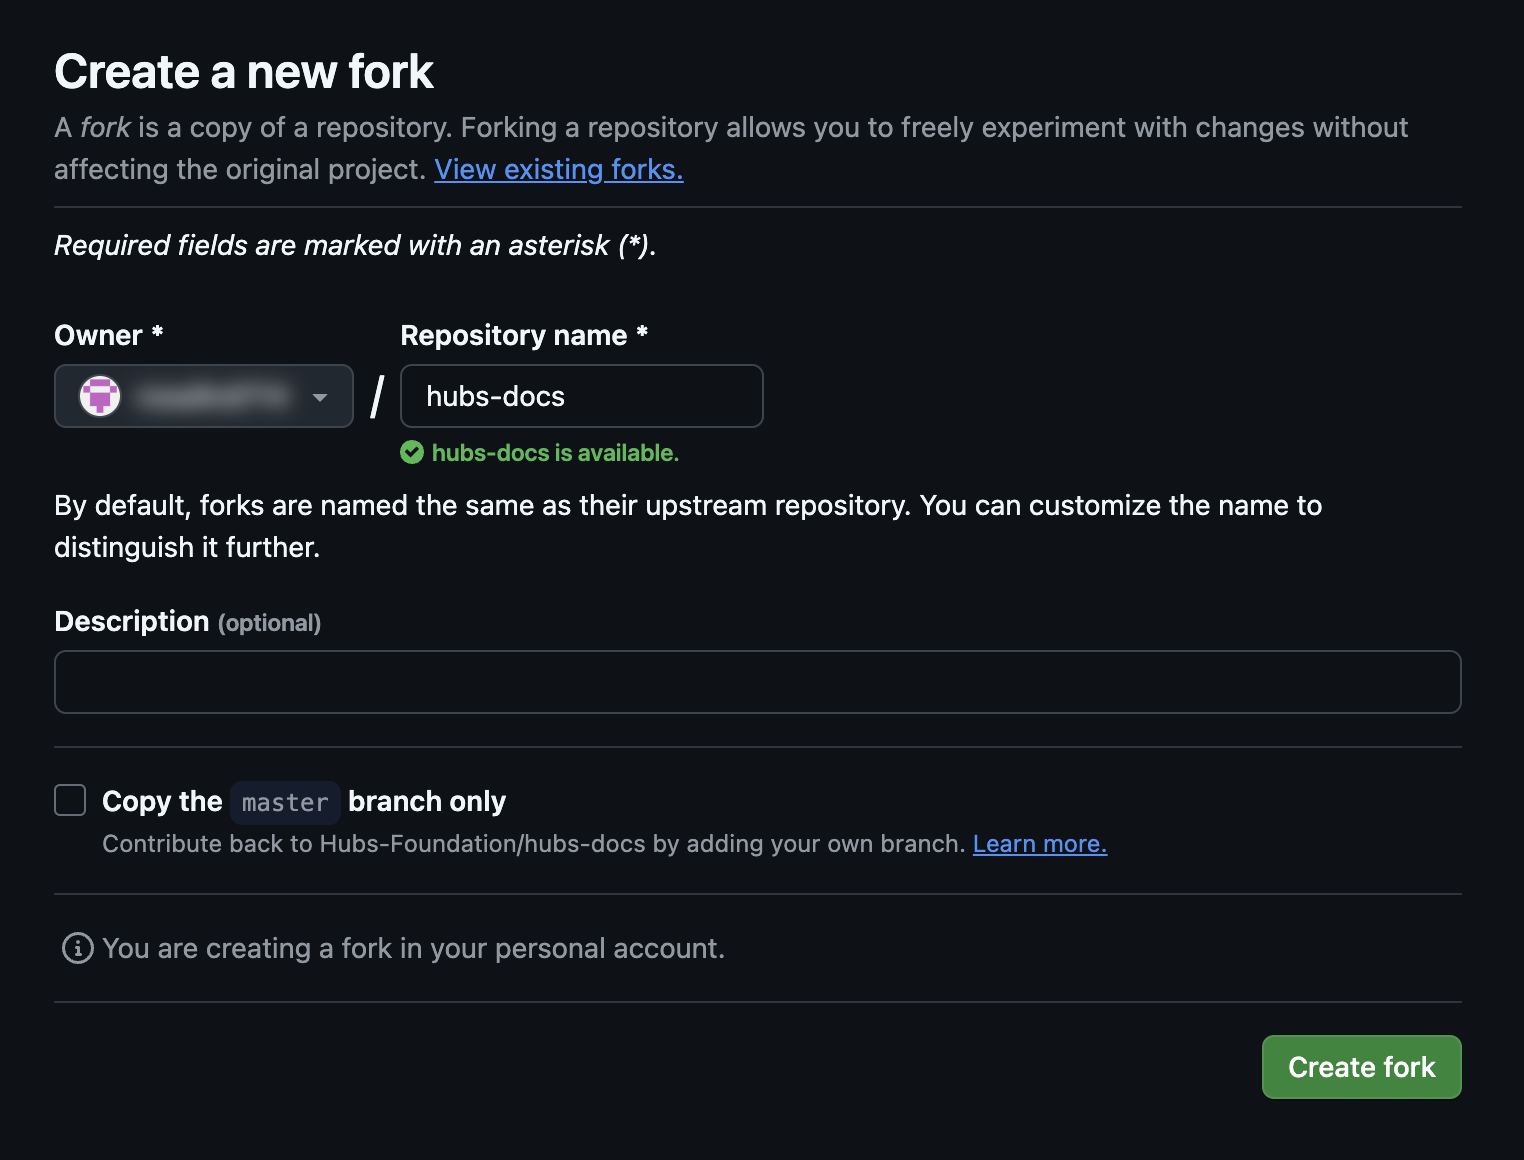 Create a new fork
A fork is a copy of a repository. Forking a repository allows you to freely experiment with changes without
affecting the original project. View existing forks.
Required fields are marked with an asterisk (*).
Owner *
Repository name *
/
hubs-docs
hubs-docs is available.
By default, forks are named the same as their upstream repository. You can customize the name to
distinguish it further.
Description (optional)
Copy the master branch only
Contribute back to Hubs-Foundation/hubs-docs by adding your own branch. Learn more.
You are creating a fork in your personal account.
Create fork